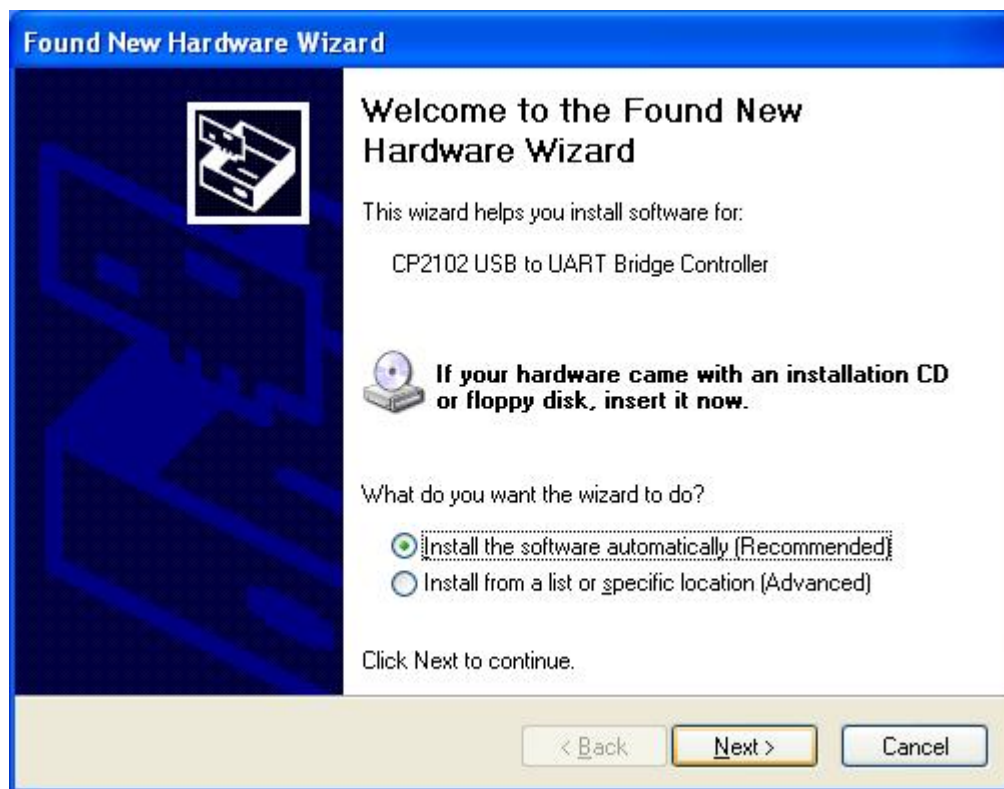 Found New Hardware Wizard
Welcome to the Found New
Hardware Wizard
This wizard helps you install software for:
CP2102 USB to UART Bridge Controller
If your hardware came with an installation CD
or floppy disk, insert it now.
What do you want the wizard to do?
Install the software automatically (Recommended)
Install from a list or specific location (Advanced)
Click Next to continue.
< Back
Next >
Cancel